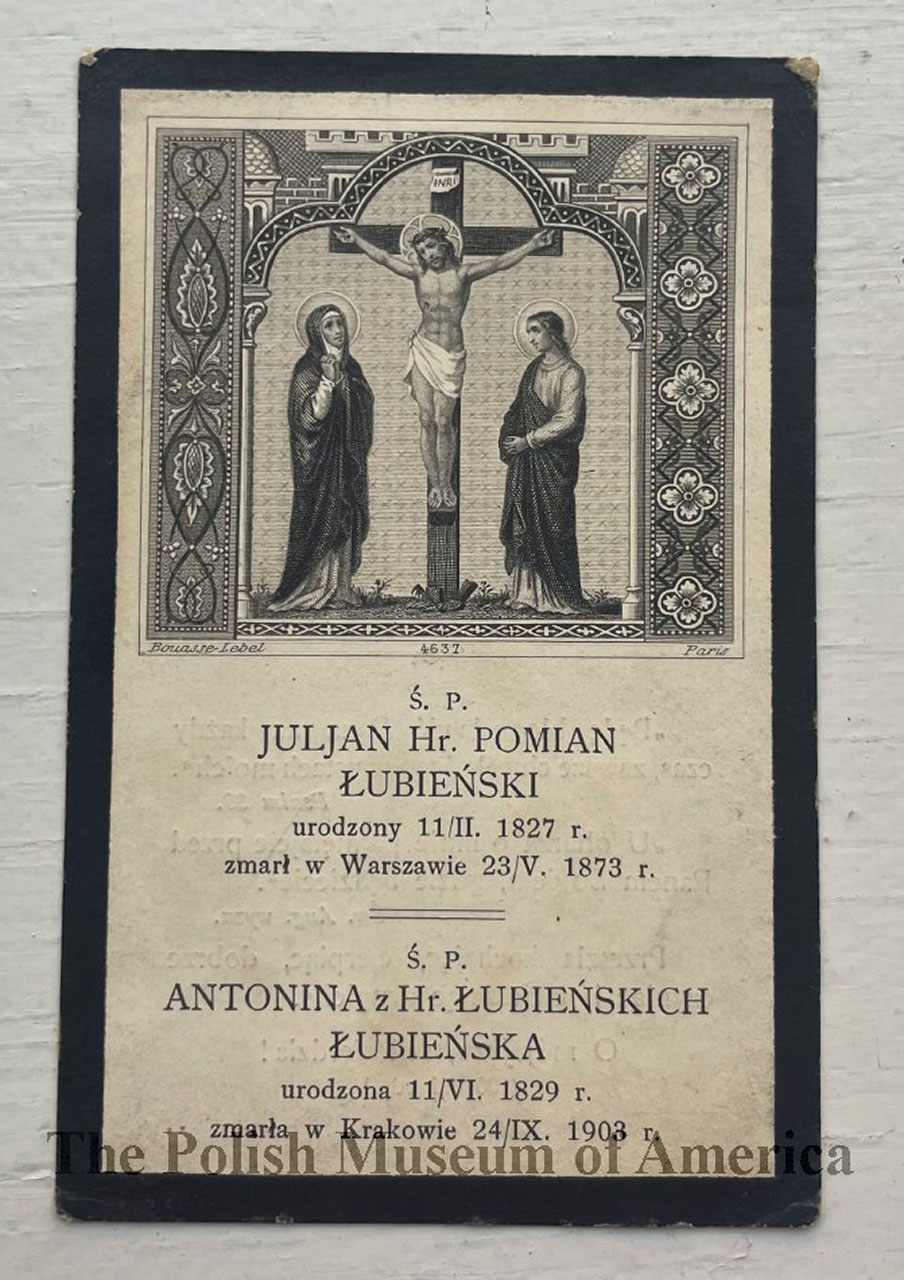 INRI
Bouasse-Lebel 4637 Paris
Ś. P.
JULJAN Hr. POMIAN
ŁUBIEŃSKI
urodzony 11/II. 1827 r.
zmarł w Warszawie 23/V. 1873 r.
Ś. P.
ANTONINA z Hr. ŁUBIEŃSKICH
ŁUBIEŃSKA
urodzona 11/VI. 1829 r.
zmarła w Krakowie 24/IX. 1903 r.
The Polish Museum of America